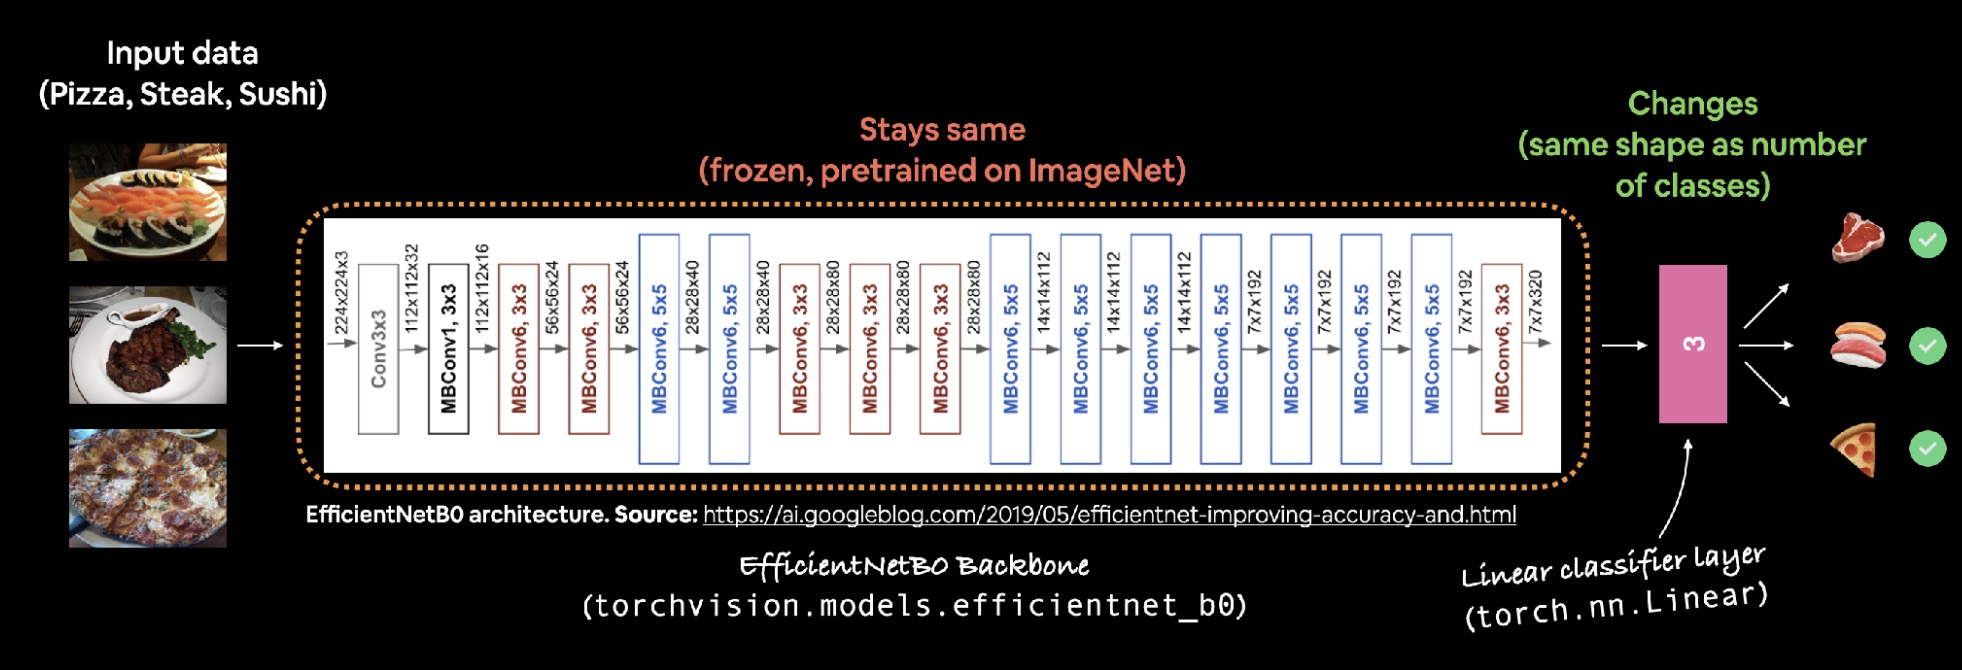 Input data
(Pizza, Steak, Sushi)
Stays same
(frozen, pretrained on ImageNet)
Changes
(same shape as number
of classes)
224x224x3
Conv3x3
112x112x32
MBConv1, 3x3
112x112x16
MBConv6, 3x3
56x56x24
MBConv6, 3x3
56x56x24
MBConv6, 5x5
28x28x40
MBConv6, 5x5
28x28x40
MBConv6, 3x3
28x28x80
MBConv6, 3x3
28x28x80
MBConv6, 3x3
28x28x80
MBConv6, 5x5
14x14x112
MBConv6, 5x5
14x14x112
MBConv6, 5x5
14x14x112
MBConv6, 5x5
7x7x192
MBConv6, 5x5
7x7x192
MBConv6, 5x5
7x7x192
MBConv6, 5x5
7x7x192
MBConv6, 3x3
7x7x320
3
EfficientNetB0 architecture. Source: https://ai.googleblog.com/2019/05/efficientnet-improving-accuracy-and.html
EfficientNetB0 Backbone
(torchvision.models.efficientnet_b0)
Linear classifier layer
(torch.nn.Linear)